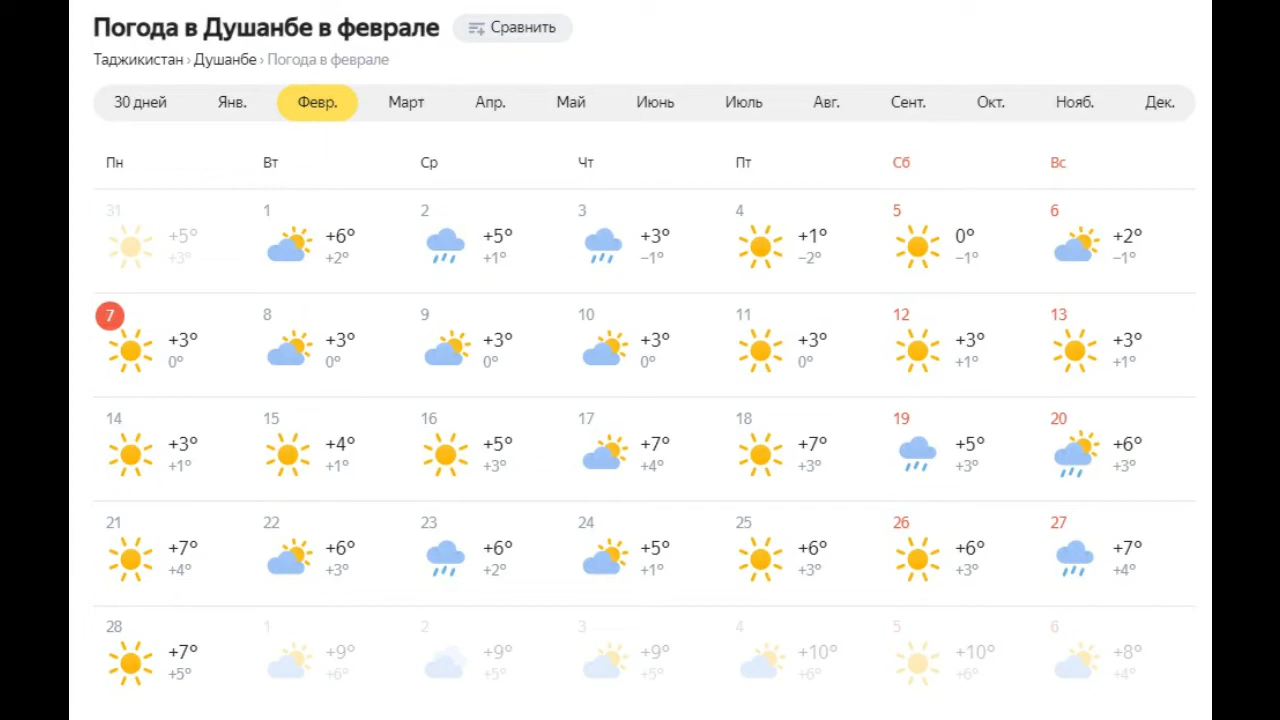 Погода в Душанбе в феврале Сравнить
Таджикистан › Душанбе › Погода в феврале
30 дней Янв. Февр. Март Апр. Май Июнь Июль Авг. Сент. Окт. Нояб. Дек.
Пн Вт Ср Чт Пт Сб Вс
31 1 2 3 4 5 6
+5° +6° +5° +3° +1° 0° +2°
+3° +2° +1° −1° −2° −1° −1°
7 8 9 10 11 12 13
+3° +3° +3° +3° +3° +3° +3°
0° 0° 0° 0° 0° +1° +1°
14 15 16 17 18 19 20
+3° +4° +5° +7° +7° +5° +6°
+1° +1° +3° +4° +3° +3° +3°
21 22 23 24 25 26 27
+7° +6° +6° +5° +6° +6° +7°
+4° +3° +2° +1° +3° +3° +4°
28 1 2 3 4 5 6
+7° +9° +9° +9° +10° +10° +8°
+5° +6° +5° +5° +6° +6° +4°